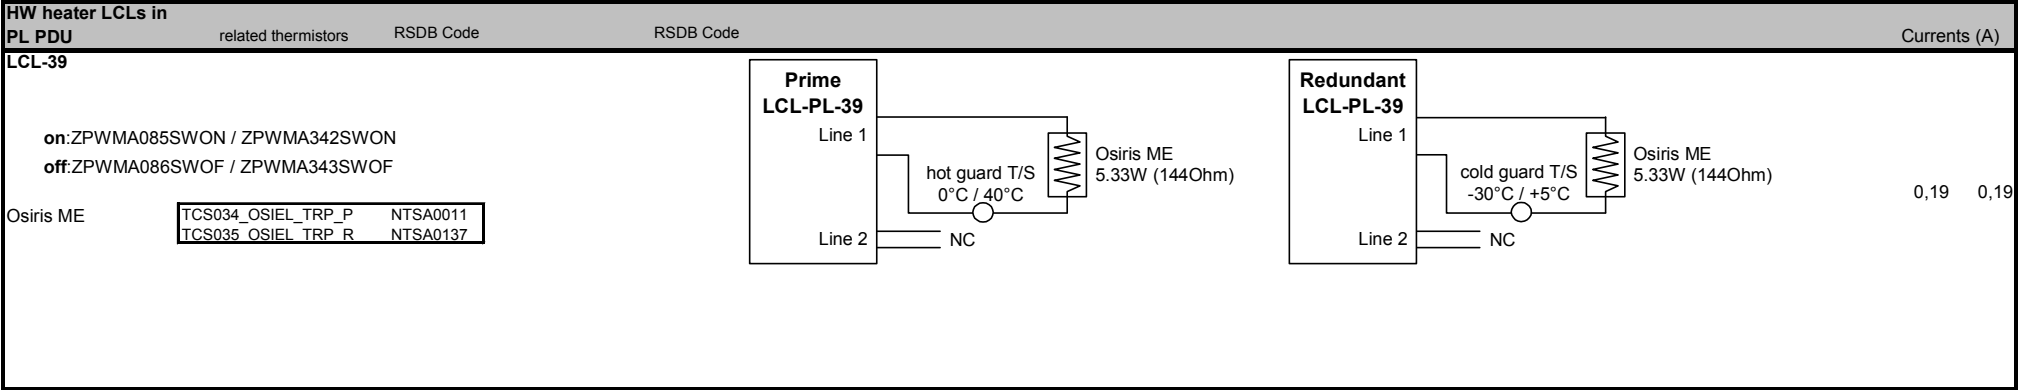 HW heater LCLs in
PL PDU related thermistors RSDB Code RSDB Code Currents (A)
LCL-39
on:ZPWMA085SWON / ZPWMA342SWON
off:ZPWMA086SWOF / ZPWMA343SWOF
Osiris ME TCS034_OSIEL_TRP_P NTSA0011
TCS035_OSIEL_TRP_R NTSA0137
Prime
LCL-PL-39
Line 1
hot guard T/S
0°C / 40°C
Osiris ME
5.33W (144Ohm)
Line 2 NC
Redundant
LCL-PL-39
Line 1
cold guard T/S
-30°C / +5°C
Osiris ME
5.33W (144Ohm)
Line 2 NC
0,19 0,19